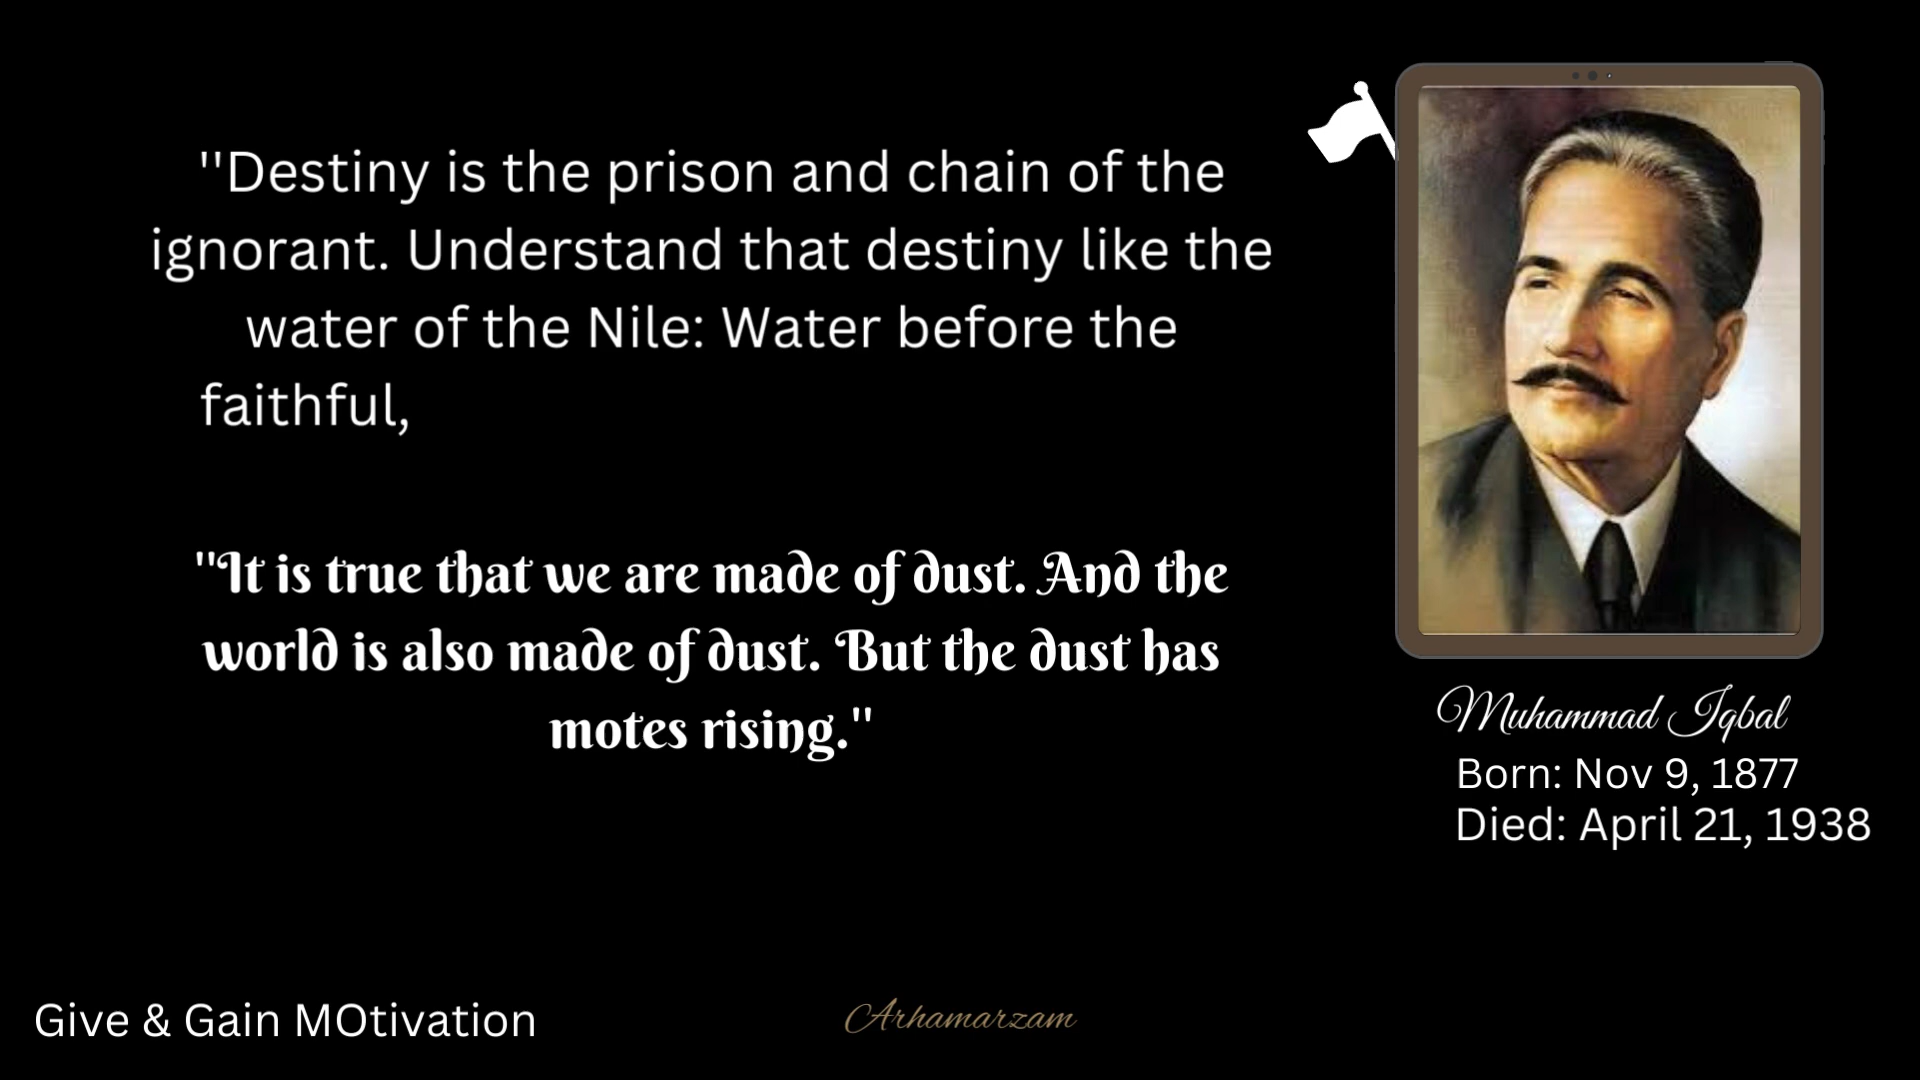 "Destiny is the prison and chain of the
ignorant. Understand that destiny like the
water of the Nile: Water before the
faithful,
"It is true that we are made of dust. And the
world is also made of dust. But the dust has
motes rising."
Muhammad Iqbal
Born: Nov 9, 1877
Died: April 21, 1938
Give & Gain MOtivation
Arhamarzam